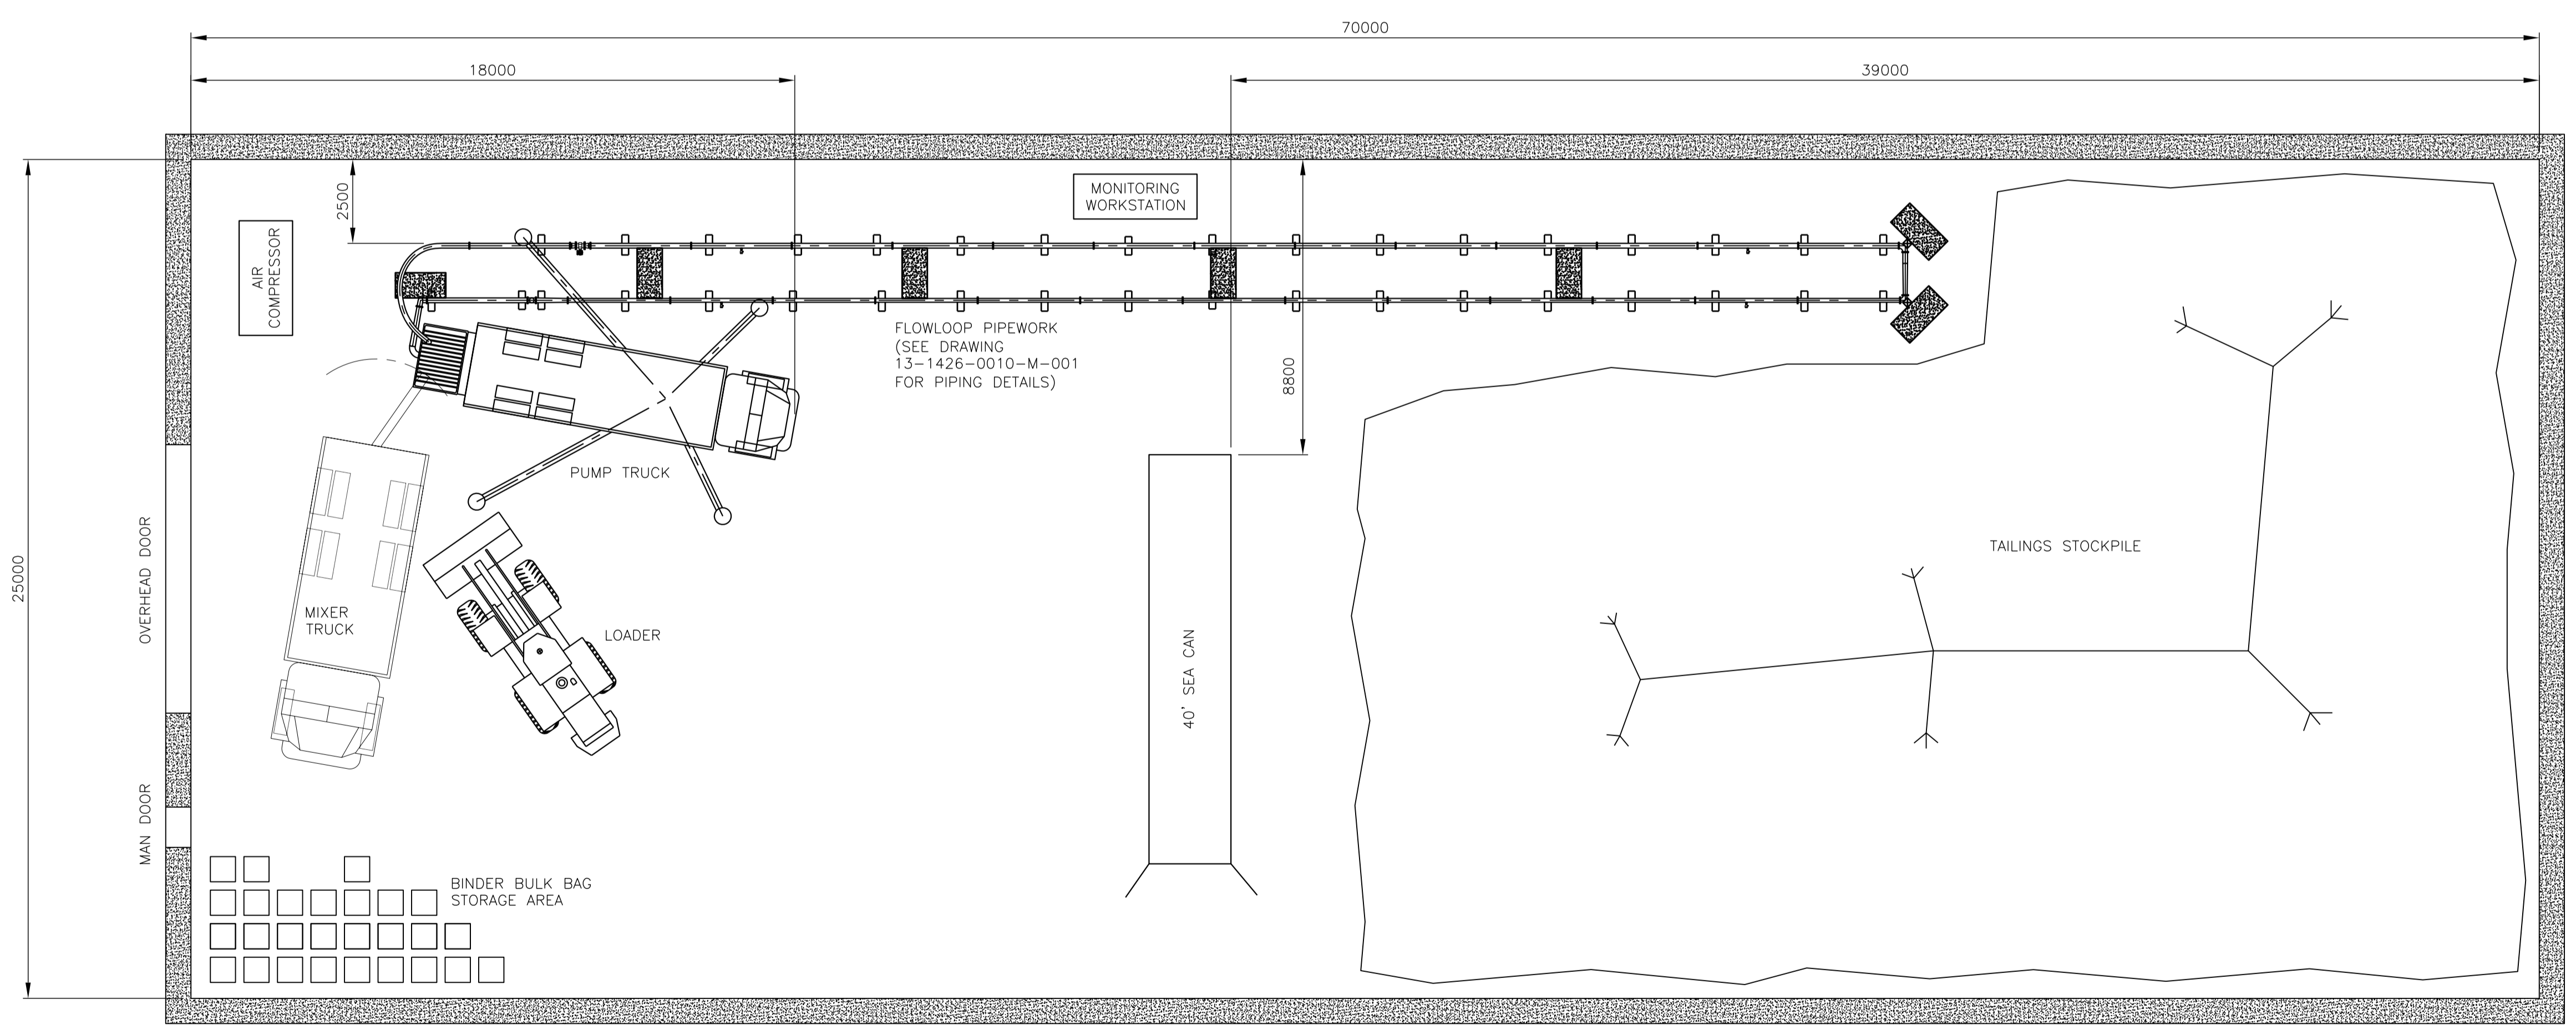 70000
18000
39000
2500
MONITORING
WORKSTATION
AIR
COMPRESSOR
FLOWLOOP PIPEWORK
(SEE DRAWING
13-1426-0010-M-001
FOR PIPING DETAILS)
8800
PUMP TRUCK
25000
OVERHEAD DOOR
MIXER
TRUCK
LOADER
40' SEA CAN
TAILINGS STOCKPILE
MAN DOOR
BINDER BULK BAG
STORAGE AREA